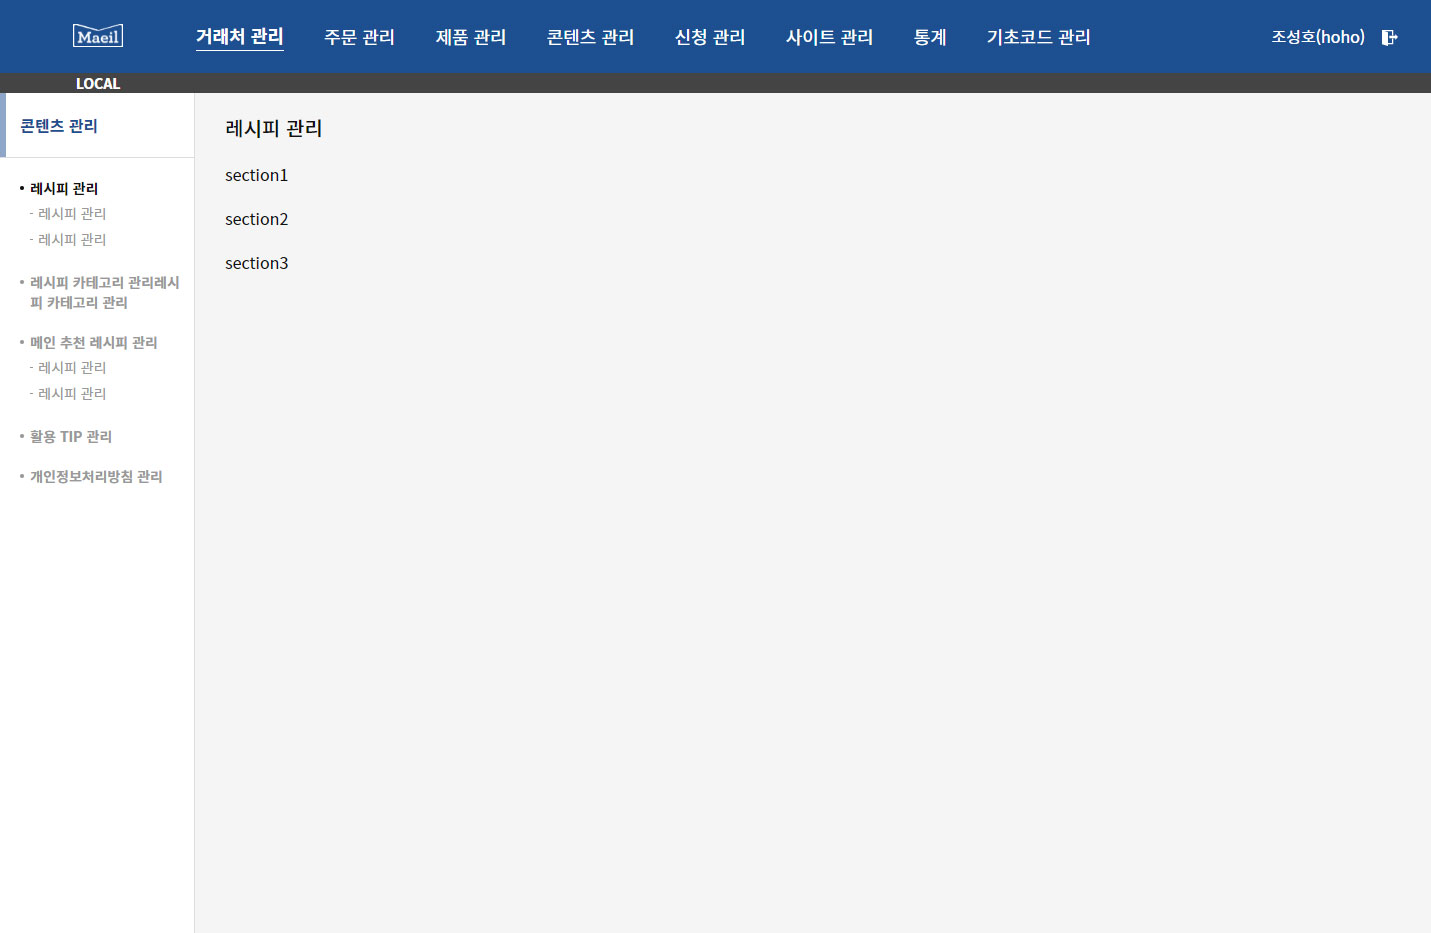 Maeil
거래처 관리 주문 관리 제품 관리 콘텐츠 관리 신청 관리 사이트 관리 통계 기초코드 관리 조성호(hoho)
LOCAL
콘텐츠 관리
• 레시피 관리
- 레시피 관리
- 레시피 관리
• 레시피 카테고리 관리레시
피 카테고리 관리
• 메인 추천 레시피 관리
- 레시피 관리
- 레시피 관리
• 활용 TIP 관리
• 개인정보처리방침 관리
레시피 관리
section1
section2
section3